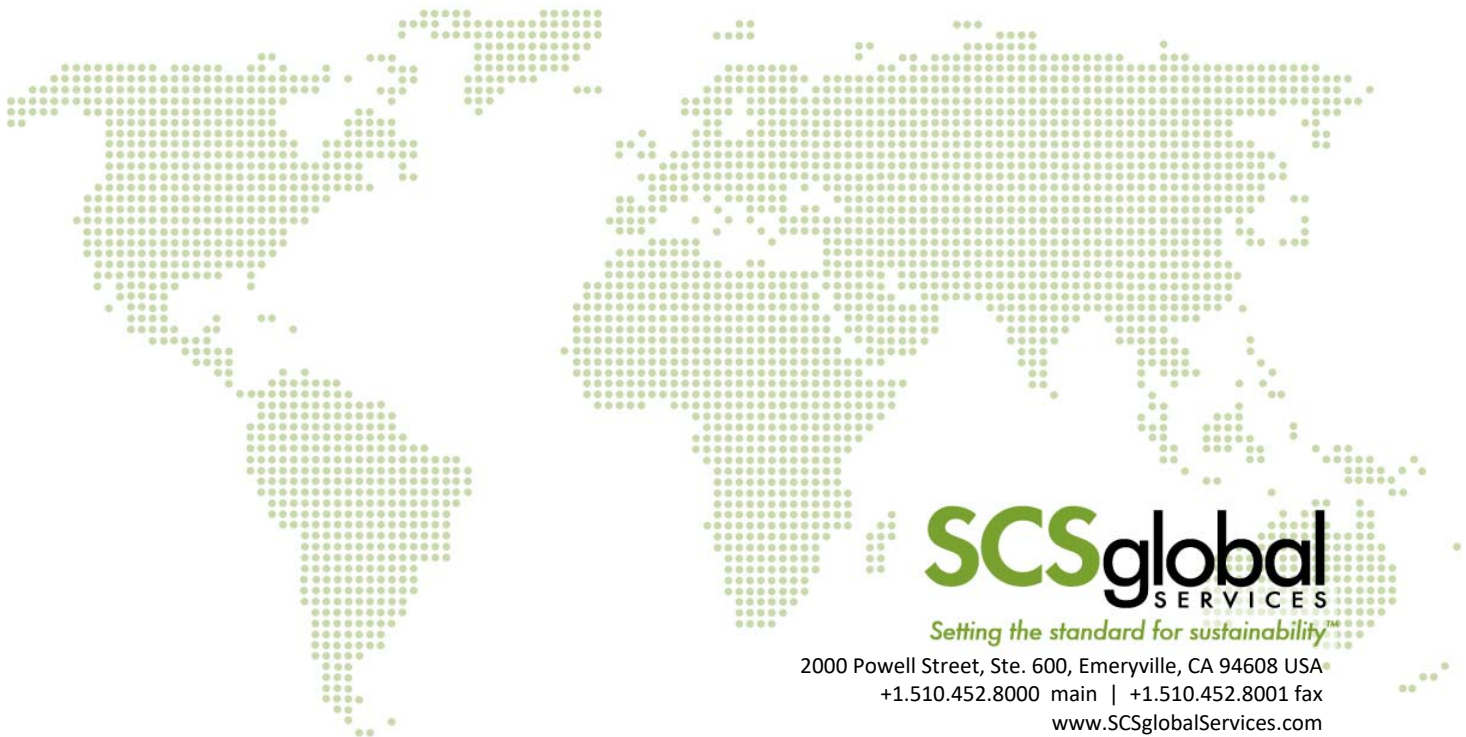 SCSglobal
SERVICES
Setting the standard for sustainability™
2000 Powell Street, Ste. 600, Emeryville, CA 94608 USA
+1.510.452.8000 main | +1.510.452.8001 fax
www.SCSglobalServices.com